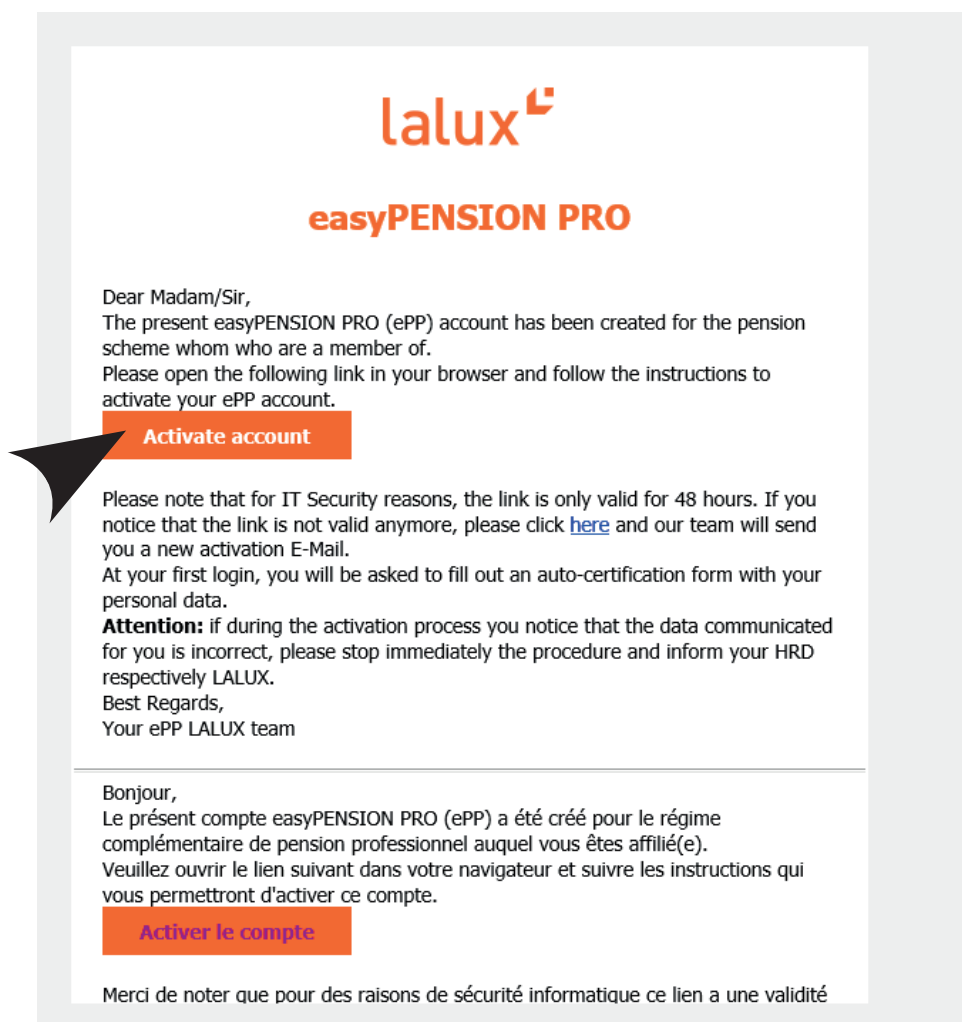 lalux
easyPENSION PRO
Dear Madam/Sir,
The present easyPENSION PRO (ePP) account has been created for the pension
scheme whom who are a member of.
Please open the following link in your browser and follow the instructions to
activate your ePP account.
Activate account
Please note that for IT Security reasons, the link is only valid for 48 hours. If you
notice that the link is not valid anymore, please click here and our team will send
you a new activation E-Mail.
At your first login, you will be asked to fill out an auto-certification form with your
personal data.
Attention: if during the activation process you notice that the data communicated
for you is incorrect, please stop immediately the procedure and inform your HRD
respectively LALUX.
Best Regards,
Your ePP LALUX team
Bonjour,
Le présent compte easyPENSION PRO (ePP) a été créé pour le régime
complémentaire de pension professionnel auquel vous êtes affilié(e).
Veuillez ouvrir le lien suivant dans votre navigateur et suivre les instructions qui
vous permettront d'activer ce compte.
Activer le compte
Merci de noter que pour des raisons de sécurité informatique ce lien a une validité